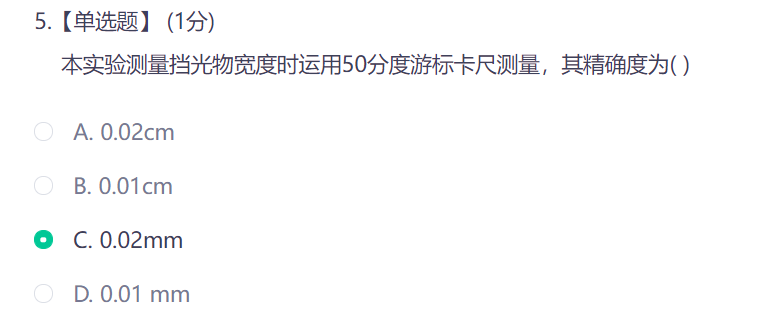 5.【单选题】 (1分)
本实验测量挡光物宽度时运用50分度游标卡尺测量，其精确度为( )
A. 0.02cm
B. 0.01cm
C. 0.02mm
D. 0.01 mm